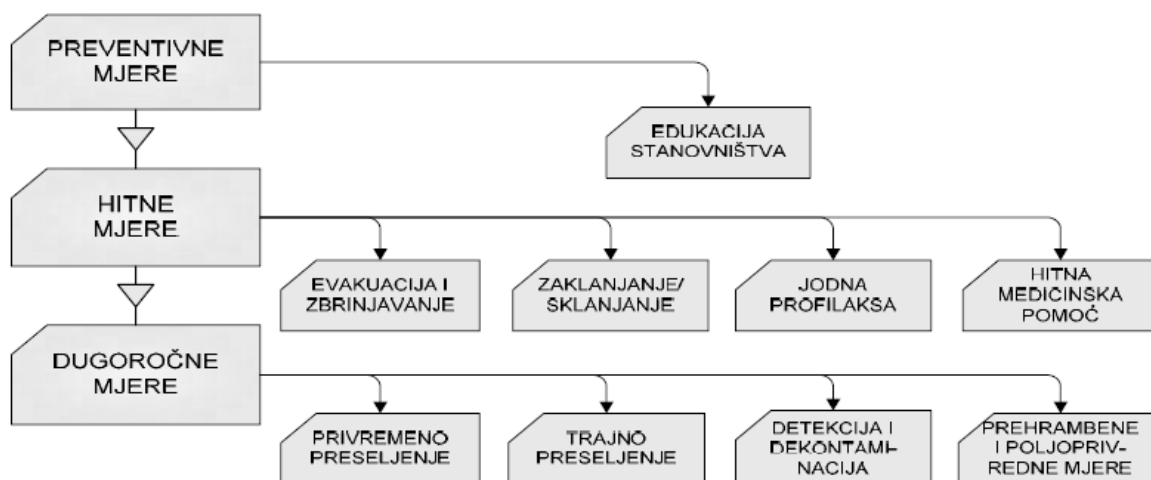 PREVENTIVNE
MJERE
EDUKACIJA
STANOVNIŠTVA
HITNE
MJERE
EVAKUACIJA I
ZBRINJAVANJE
ZAKLANJANJE/
SKLANJANJE
JODNA
PROFILAKSA
HITNA
MEDICINSKA
POMOĆ
DUGOROČNE
MJERE
PRIVREMENO
PRESELJENJE
TRAJNO
PRESELJENJE
DETEKCIJA I
DEKONTAMI-
NACIJA
PREHRAMBENE
I POLJOPRIV-
REDNE MJERE